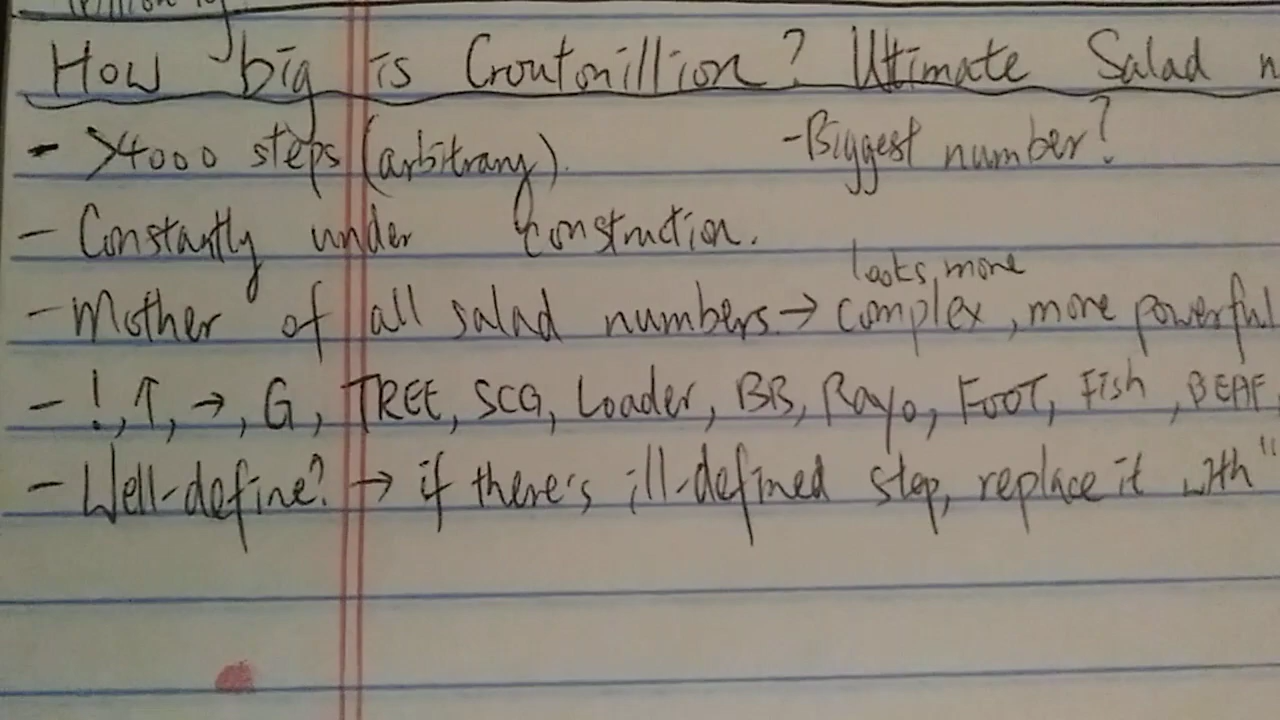 How big is Croutonillion? Ultimate Salad n
- >4000 steps (arbitrary). -Biggest number?
- Constantly under construction.
looks more
- Mother of all salad numbers → complex, more powerful
- !, ↑, →, G, TREE, SCG, Loader, BB, Rayo, FOOT, Fish, BEAF,
- Well-define? → if there's ill-defined step, replace it with "